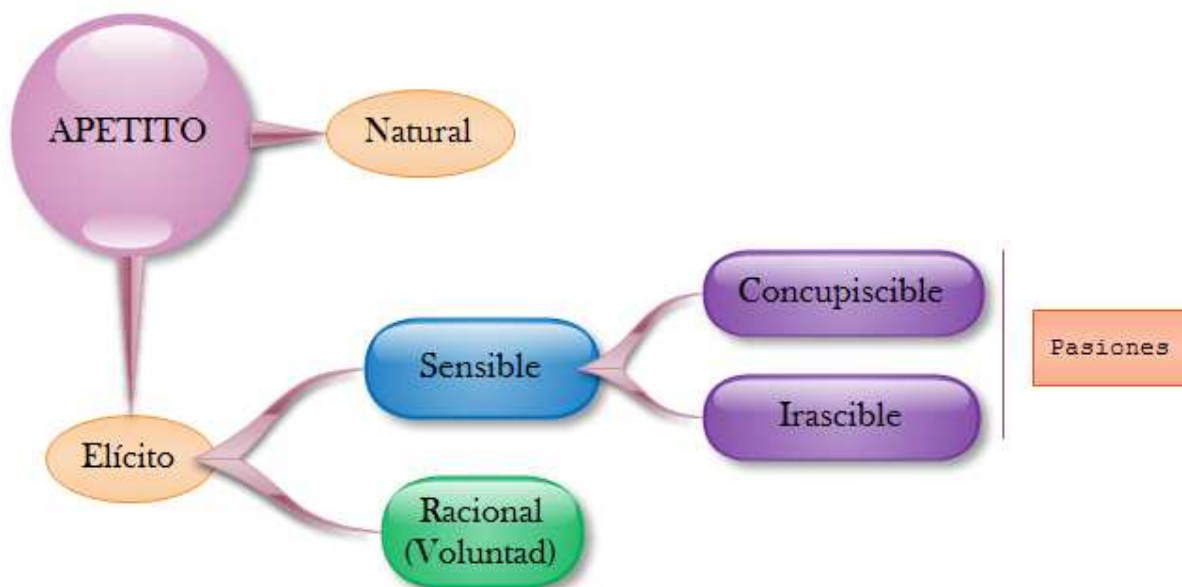 APETITO
Natural
Concupiscible
Sensible
Pasiones
Irascible
Elícito
Racional
(Voluntad)